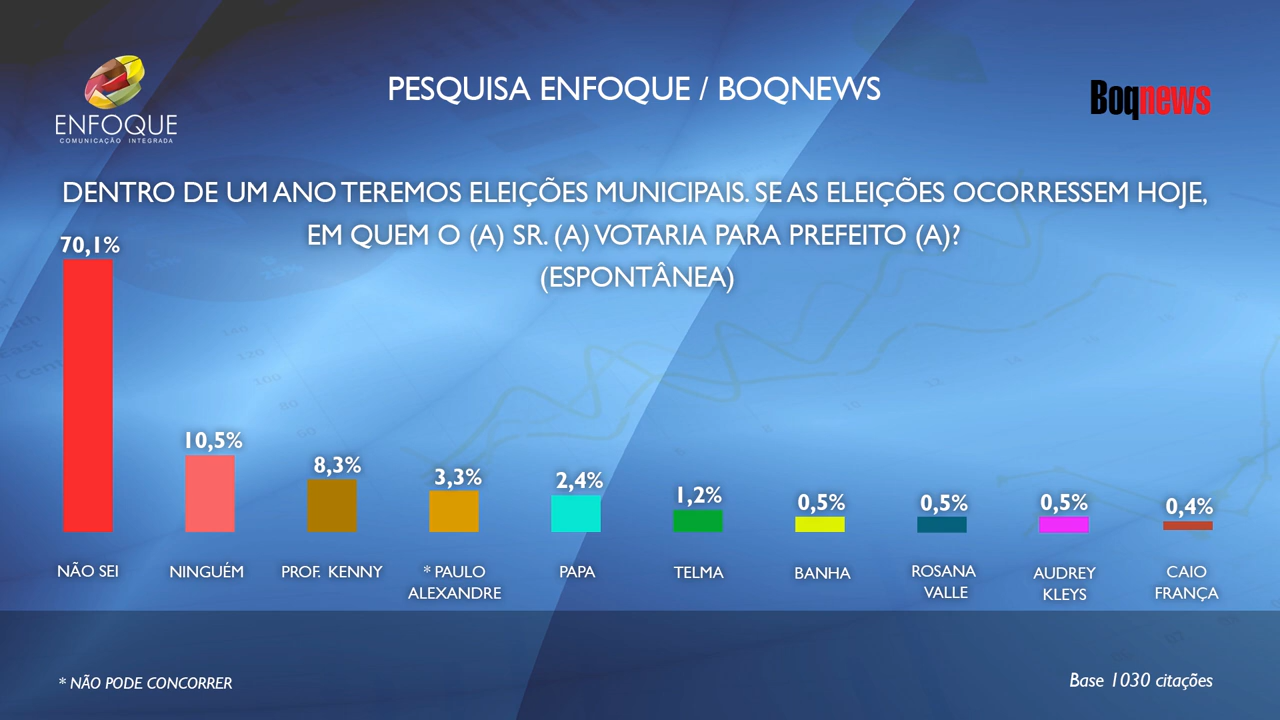 ENFOQUE
COMUNICAÇÃO INTEGRADA
PESQUISA ENFOQUE / BOQNEWS
Boqnews
DENTRO DE UM ANO TEREMOS ELEIÇÕES MUNICIPAIS. SE AS ELEIÇÕES OCORRESSEM HOJE,
EM QUEM O (A) SR. (A) VOTARIA PARA PREFEITO (A)?
(ESPONTÂNEA)
70,1%
10,5%
8,3%
3,3%
2,4%
1,2%
0,5%
0,5%
0,5%
0,4%
NÃO SEI
NINGUÉM
PROF. KENNY
* PAULO
ALEXANDRE
PAPA
TELMA
BANHA
ROSANA
VALLE
AUDREY
KLEYS
CAIO
FRANÇA
* NÃO PODE CONCORRER
Base 1030 citações